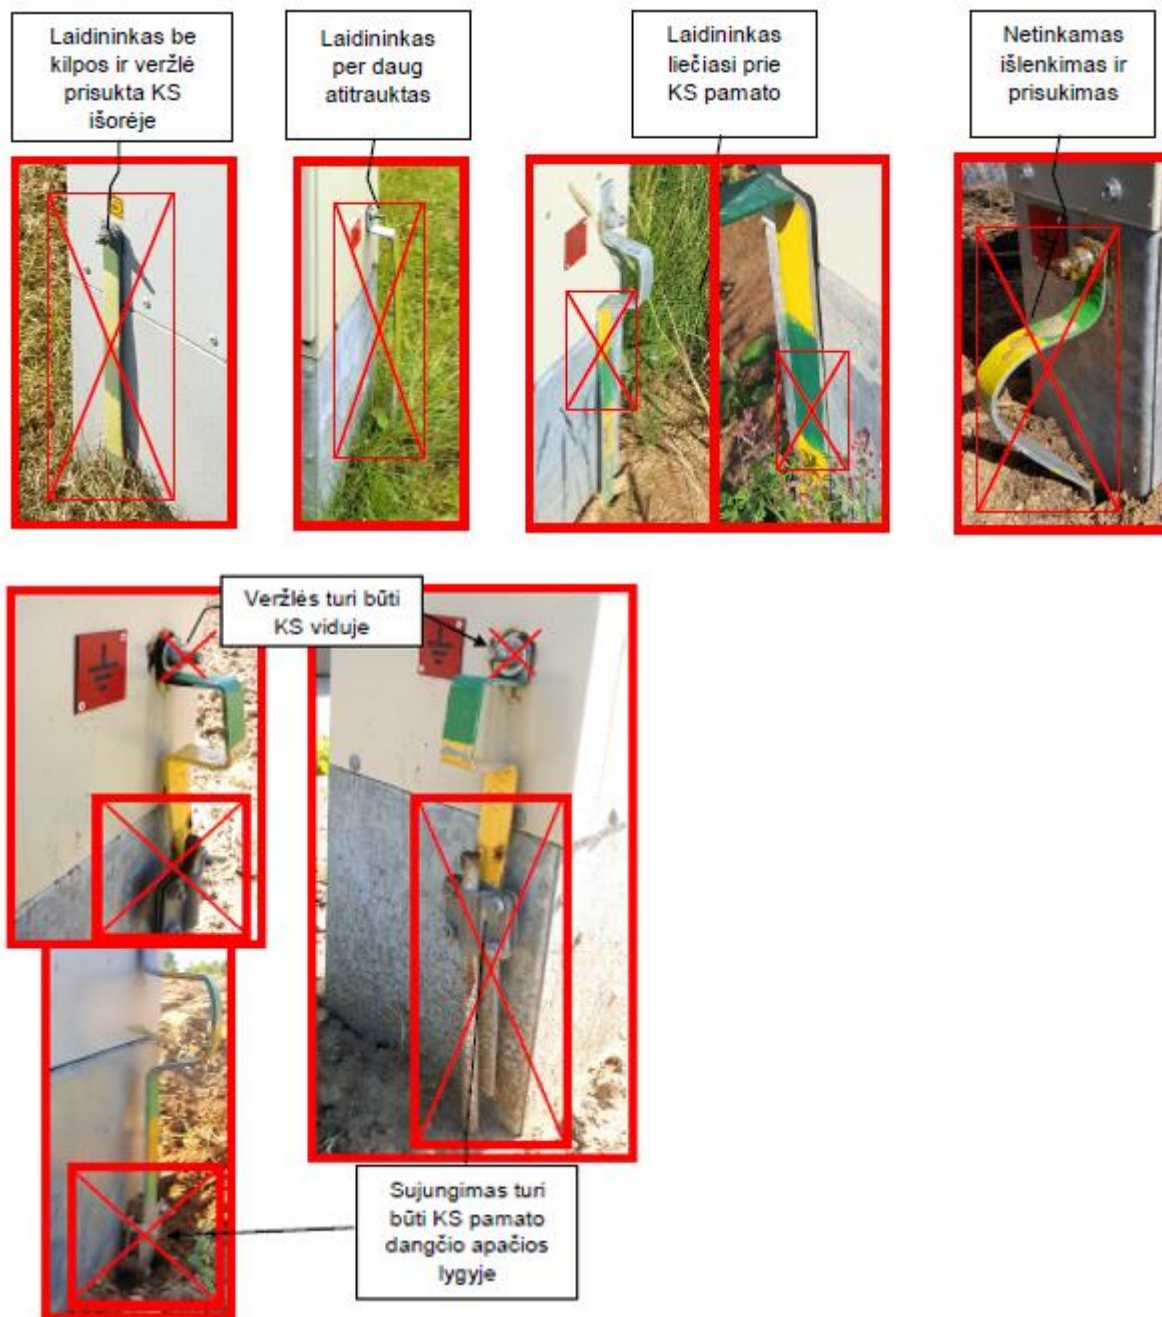 Laidininkas be
kilpos ir veržlė
prisukta KS
išorėje
Laidininkas
per daug
atitrauktas
Laidininkas
liečiasi prie
KS pamato
Netinkamas
išlenkimas ir
prisukimas
Veržlės turi būti
KS viduje
Sujungimas turi
būti KS pamato
dangčio apačios
lygyje